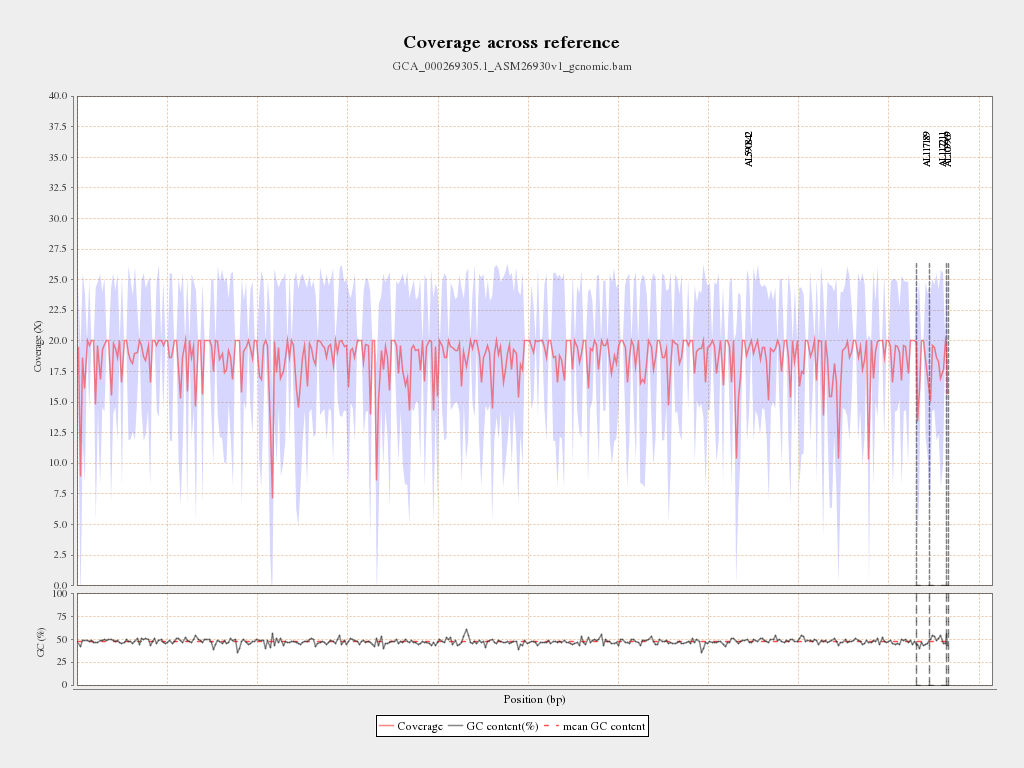 Coverage across reference
GCA_000269305.1_ASM26930v1_genomic.bam
40.0
37.5
35.0
32.5
30.0
27.5
25.0
22.5
20.0
17.5
15.0
12.5
10.0
7.5
5.0
2.5
0.0
Coverage (X)
AL590842
AL117189
AL117211
AL109969
100
75
50
25
0
GC (%)
Position (bp)
Coverage GC content(%) mean GC content